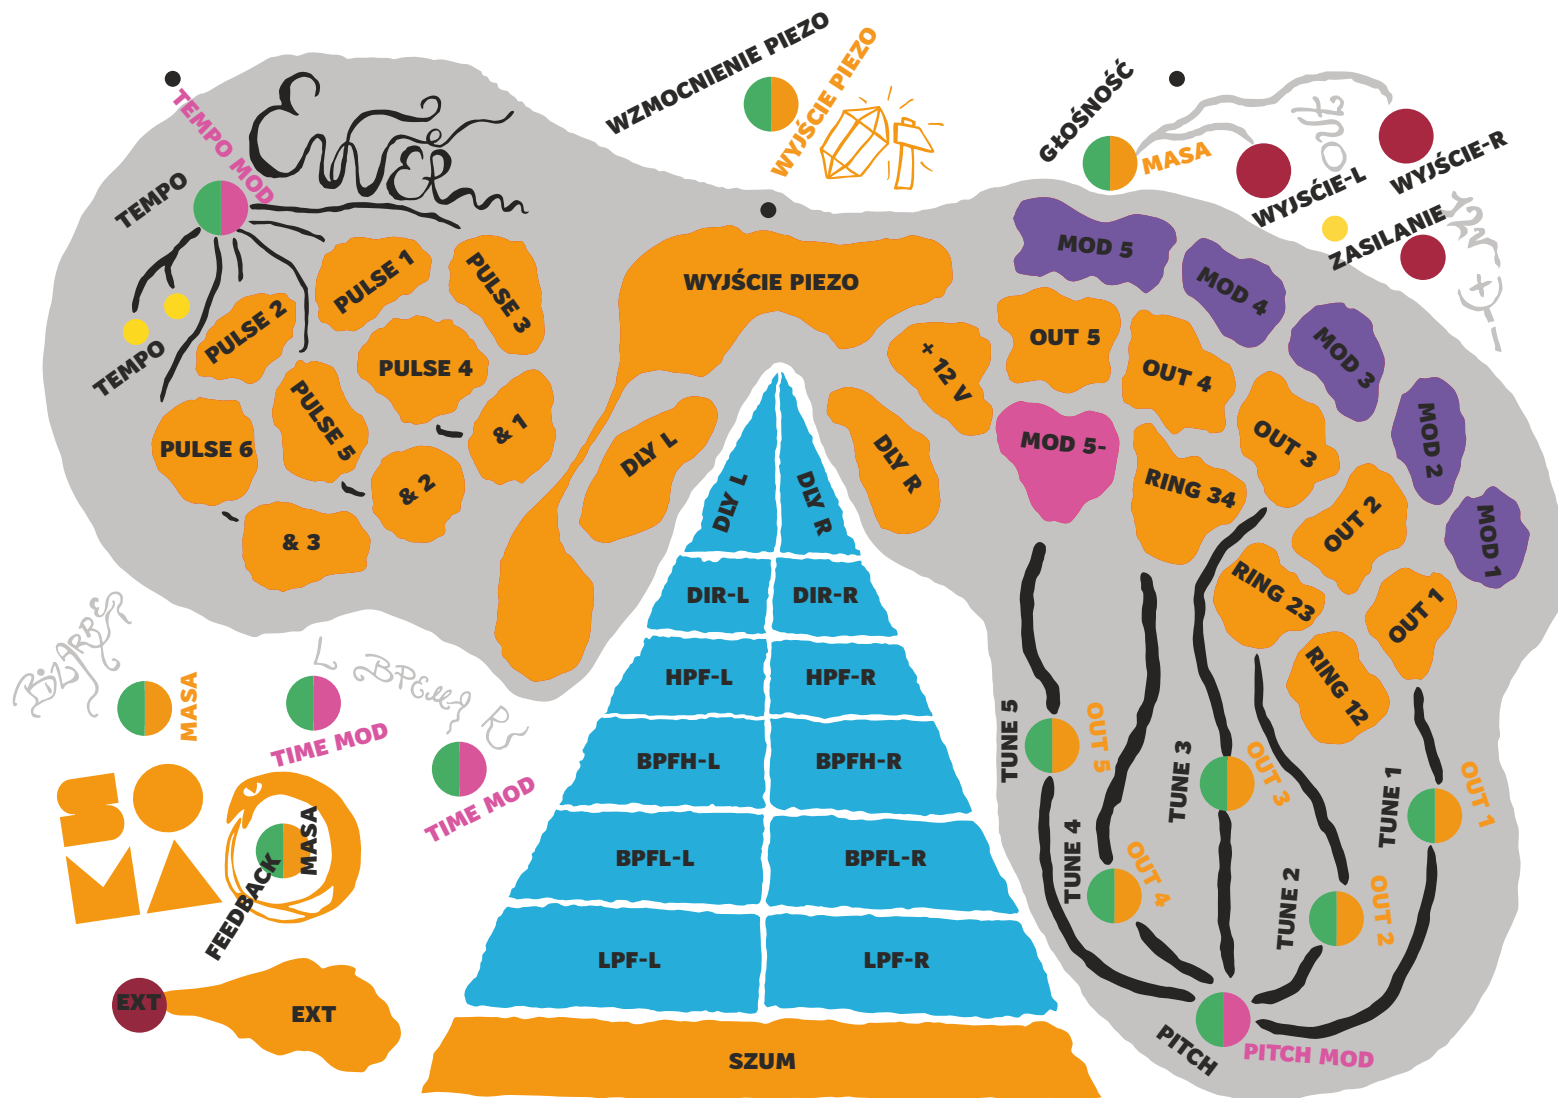 WZMOCNIENIE PIEZO
WYJŚCIE PIEZO
GŁOŚNOŚĆ
MASA
OUT
WYJŚĆIE-L
WYJŚCIE-R
ZASILANIE
12V
+
-
TEMPO MOD
TEMPO
TEMPO
PULSE 1
PULSE 3
PULSE 2
PULSE 4
PULSE 5
PULSE 6
& 1
& 2
& 3
WYJŚCIE PIEZO
DLY L
DLY R
+ 12 V
MOD 5
MOD 4
MOD 3
MOD 2
MOD 1
OUT 5
OUT 4
OUT 3
OUT 2
OUT 1
MOD 5-
RING 34
RING 23
RING 12
DLY L
DLY R
DIR-L
DIR-R
HPF-L
HPF-R
BPFH-L
BPFH-R
BPFL-L
BPFL-R
LPF-L
LPF-R
SZUM
MASA
L
R
TIME MOD
TIME MOD
MASA
FEEDBACK
EXT
EXT
TUNE 5
OUT 5
TUNE 4
OUT 4
TUNE 3
OUT 3
TUNE 2
OUT 2
TUNE 1
OUT 1
PITCH
PITCH MOD